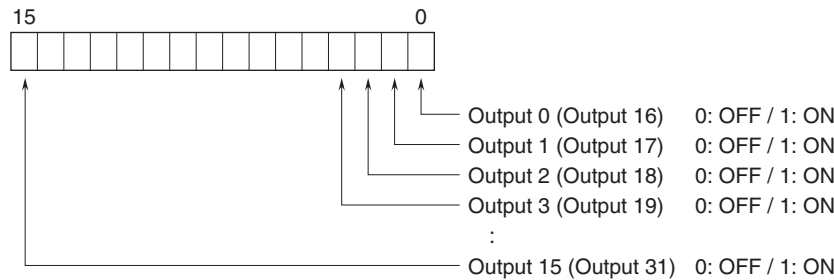 15 0
Output 0 (Output 16) 0: OFF / 1: ON
Output 1 (Output 17) 0: OFF / 1: ON
Output 2 (Output 18) 0: OFF / 1: ON
Output 3 (Output 19) 0: OFF / 1: ON
:
Output 15 (Output 31) 0: OFF / 1: ON